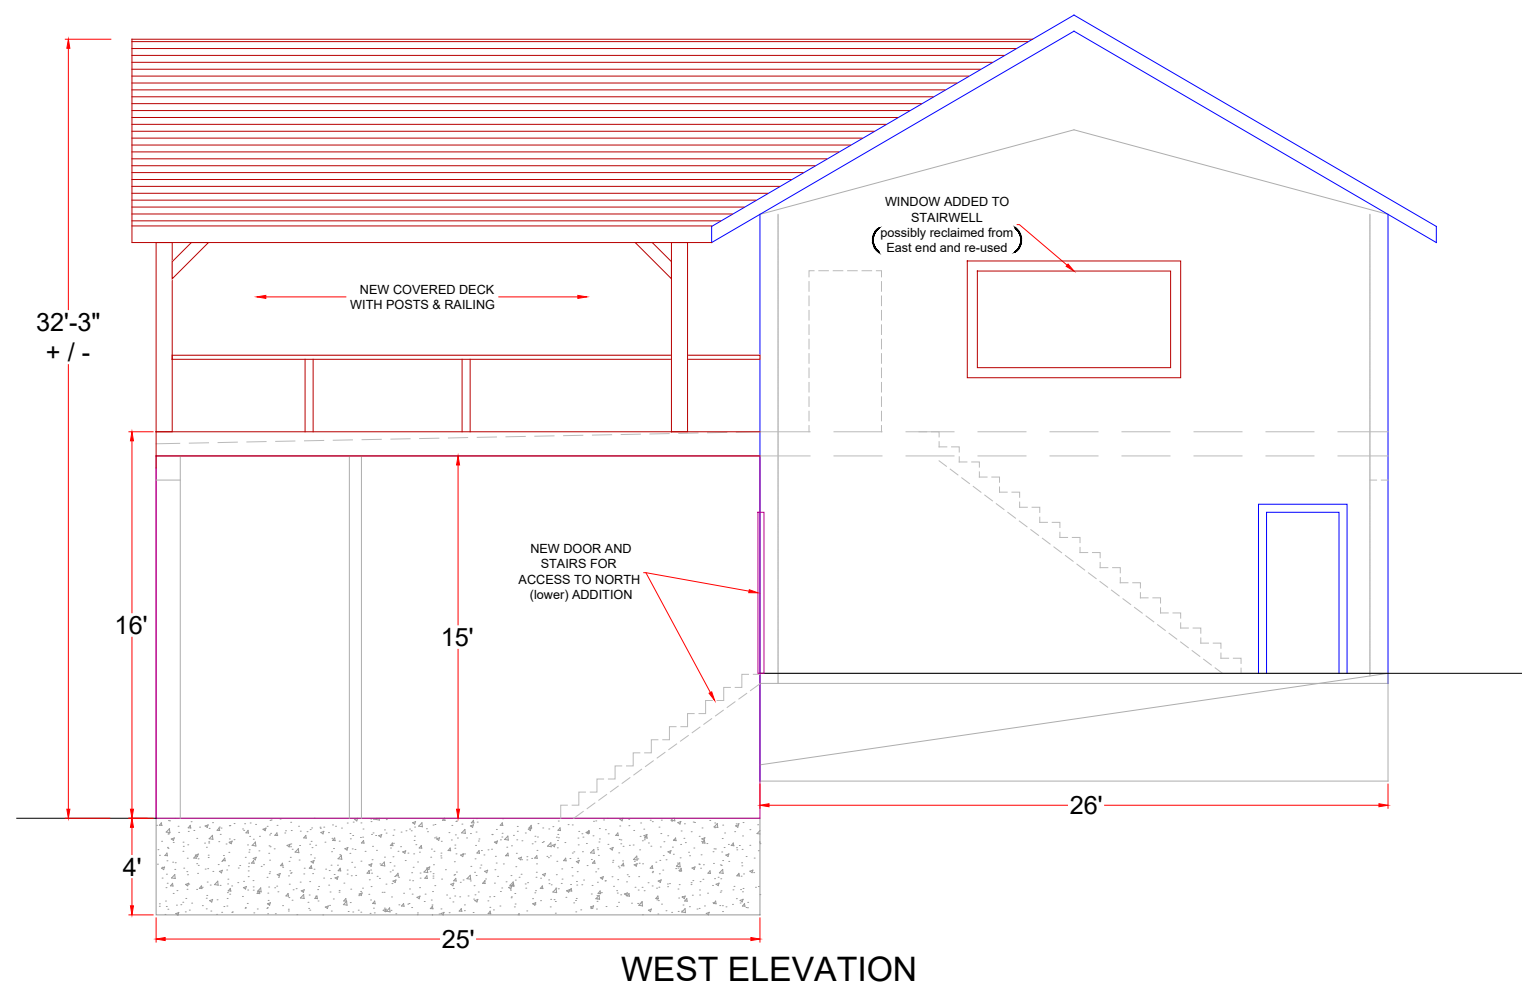 WINDOW ADDED TO
STAIRWELL
(possibly reclaimed from
East end and re-used)
NEW COVERED DECK
WITH POSTS & RAILING
32'-3"
+ / -
NEW DOOR AND
STAIRS FOR
ACCESS TO NORTH
(lower) ADDITION
16'
15'
26'
4'
25'
WEST ELEVATION